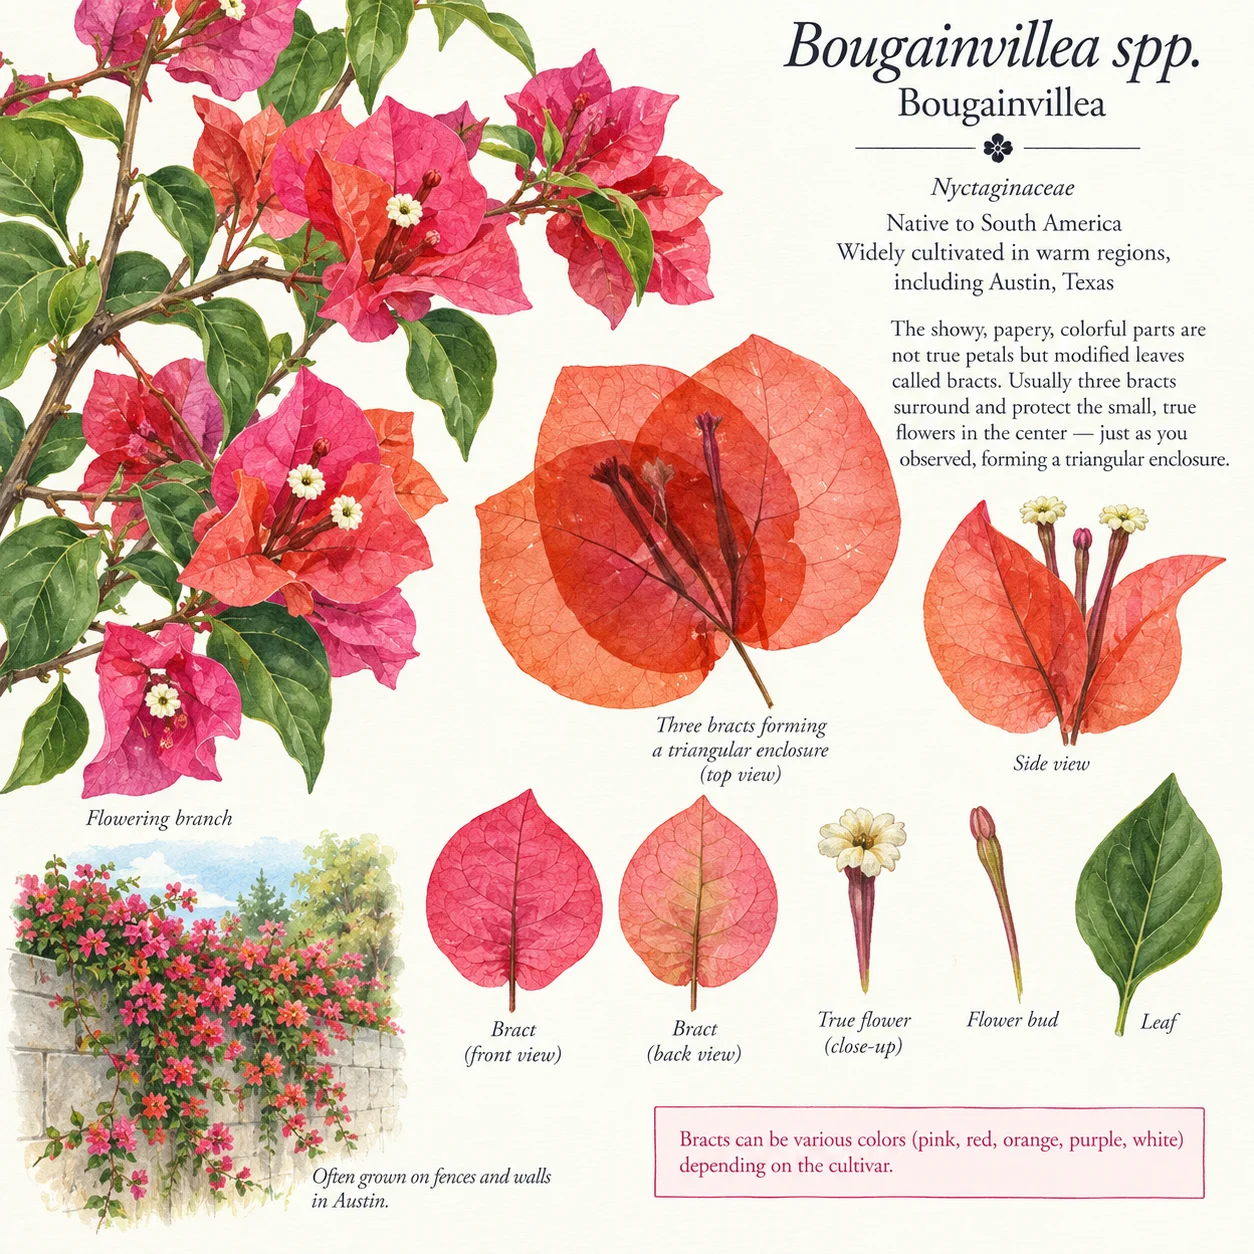 Bougainvillea spp.
Bougainvillea
Nyctaginaceae
Native to South America
Widely cultivated in warm regions,
including Austin, Texas
The showy, papery, colorful parts are
not true petals but modified leaves
called bracts. Usually three bracts
surround and protect the small, true
flowers in the center — just as you
observed, forming a triangular enclosure.
Three bracts forming
a triangular enclosure
(top view)
Side view
Flowering branch
Bract
(front view)
Bract
(back view)
True flower
(close-up)
Flower bud
Leaf
Often grown on fences and walls
in Austin.
Bracts can be various colors (pink, red, orange, purple, white)
depending on the cultivar.